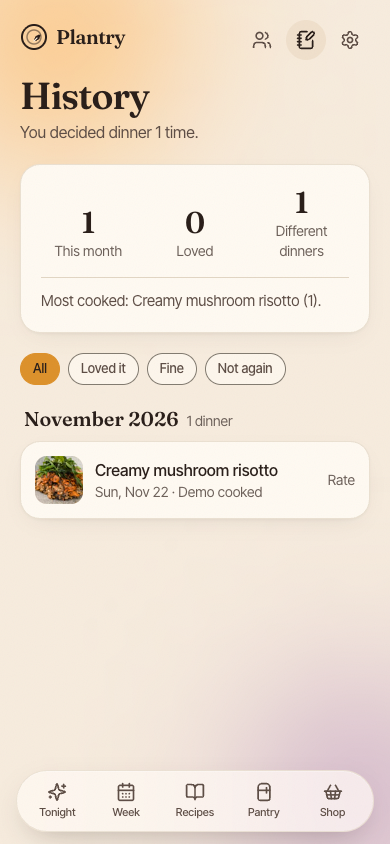 Plantry
History
You decided dinner 1 time.
1
This month
0
Loved
1
Different
dinners
Most cooked: Creamy mushroom risotto (1).
All
Loved it
Fine
Not again
November 2026 1 dinner
Creamy mushroom risotto
Sun, Nov 22 · Demo cooked
Rate
Tonight
Week
Recipes
Pantry
Shop